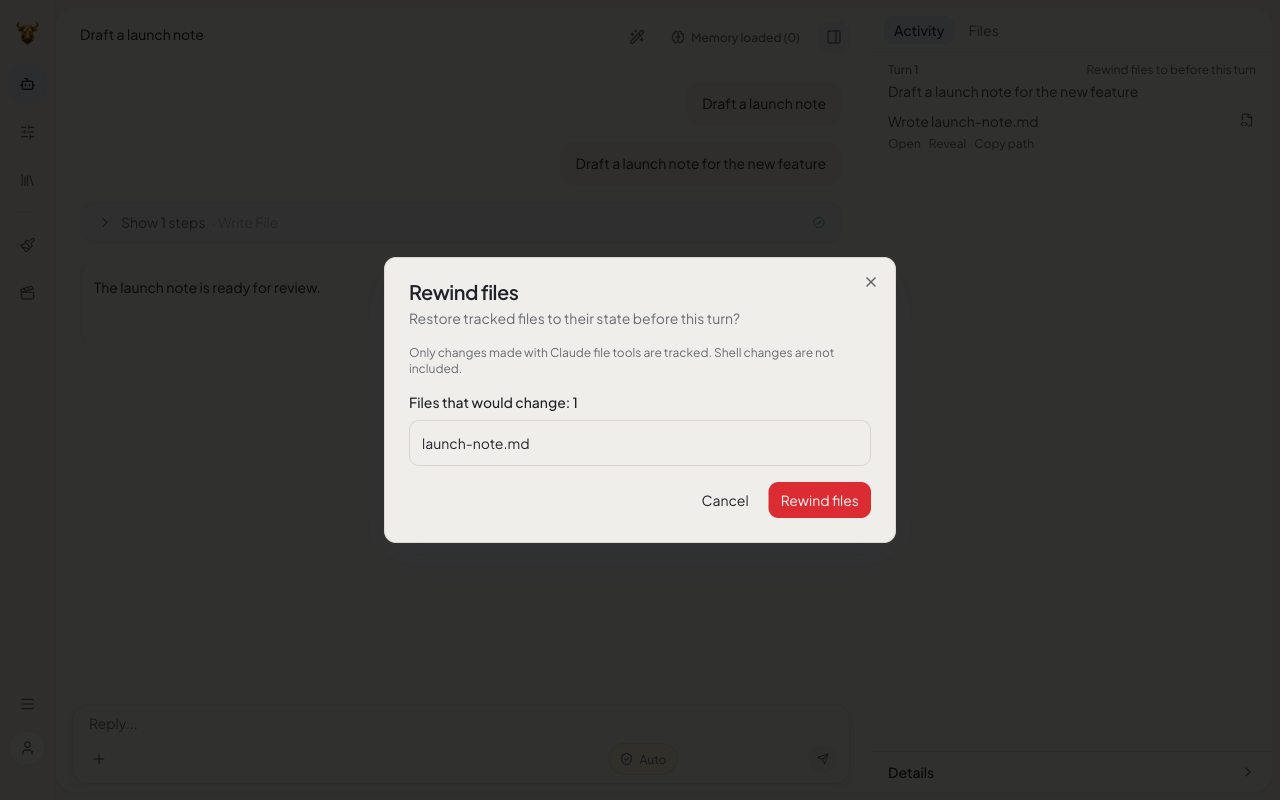 Draft a launch note
Memory loaded (0)
Activity
Files
Draft a launch note
Draft a launch note for the new feature
Show 1 steps Write File
The launch note is ready for review.
Turn 1
Rewind files to before this turn
Draft a launch note for the new feature
Wrote launch-note.md
Open Reveal Copy path
Rewind files
Restore tracked files to their state before this turn?
Only changes made with Claude file tools are tracked. Shell changes are not
included.
Files that would change: 1
launch-note.md
Cancel
Rewind files
Reply...
Auto
Details